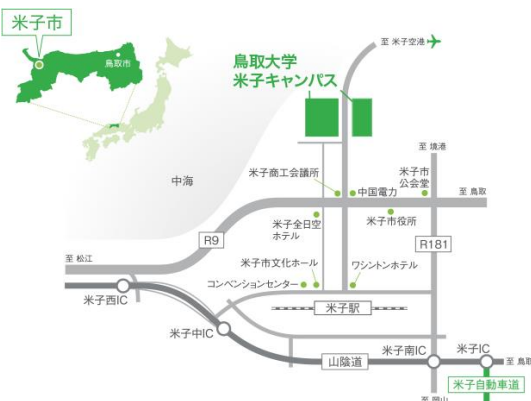 米子市
鳥取市
至 米子空港
鳥取大学
米子キャンパス
至 境港
中海
米子商工会議所
中国電力
米子市
公会堂
至 鳥取
米子全日空
ホテル
米子市役所
R9
R181
至 松江
米子市文化ホール
ワシントンホテル
コンベンションセンター
米子西IC
米子駅
米子中IC
山陰道
米子南IC
米子IC
至 鳥取
米子自動車道
至 岡山